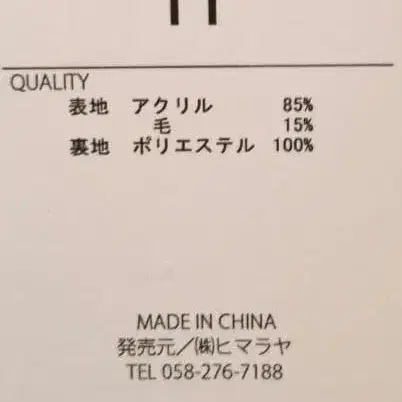 QUALITY
表地 アクリル 85%
毛 15%
裏地 ポリエステル 100%
MADE IN CHINA
発売元/㈱ヒマラヤ
TEL 058-276-7188